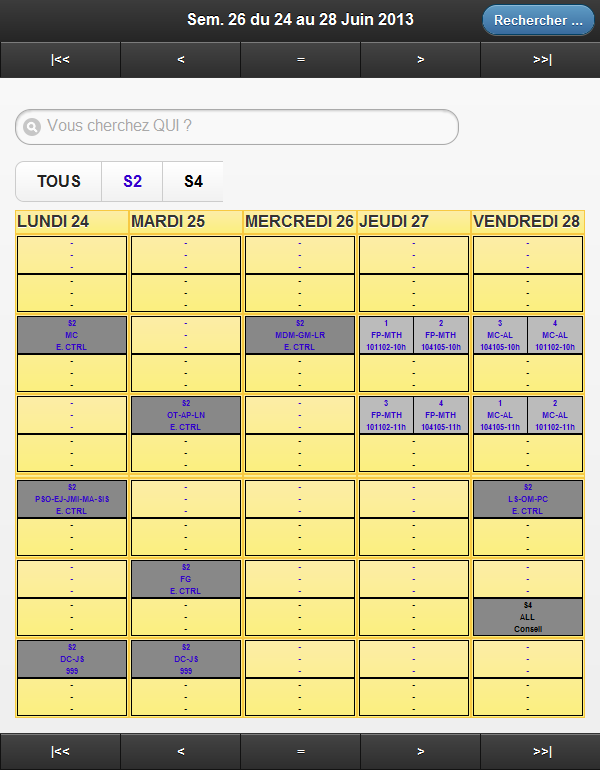 Sem. 26 du 24 au 28 Juin 2013
Rechercher ...
|<< < = > >>|
Vous cherchez QUI ?
TOUS S2 S4
LUNDI 24 MARDI 25 MERCREDI 26 JEUDI 27 VENDREDI 28
- - - - -
- - - - -
- - - - -
- - - - -
- - - - -
- - - - -
S2 - S2 1 2 3 4
MC - MDM-GM-LR FP-MTH FP-MTH MC-AL MC-AL
E. CTRL - E. CTRL 101102-10h 104105-10h 104105-10h 101102-10h
- - - - -
- - - - -
- - - - -
- S2 - 3 4 1 2
- OT-AP-LN - FP-MTH FP-MTH MC-AL MC-AL
- E. CTRL - 101102-11h 104105-11h 104105-11h 101102-11h
- - - - -
- - - - -
- - - - -
S2 - - - S2
PSO-EJ-JMI-MA-SIS - - - LS-OM-PC
E. CTRL - - - E. CTRL
- - - - -
- - - - -
- - - - -
- S2 - - -
- FG - - -
- E. CTRL - - -
- - - - S4
- - - - ALL
- - - - Conseil
S2 S2 - - -
DC-JS DC-JS - - -
999 999 - - -
- - - - -
- - - - -
- - - - -
|<< < = > >>|